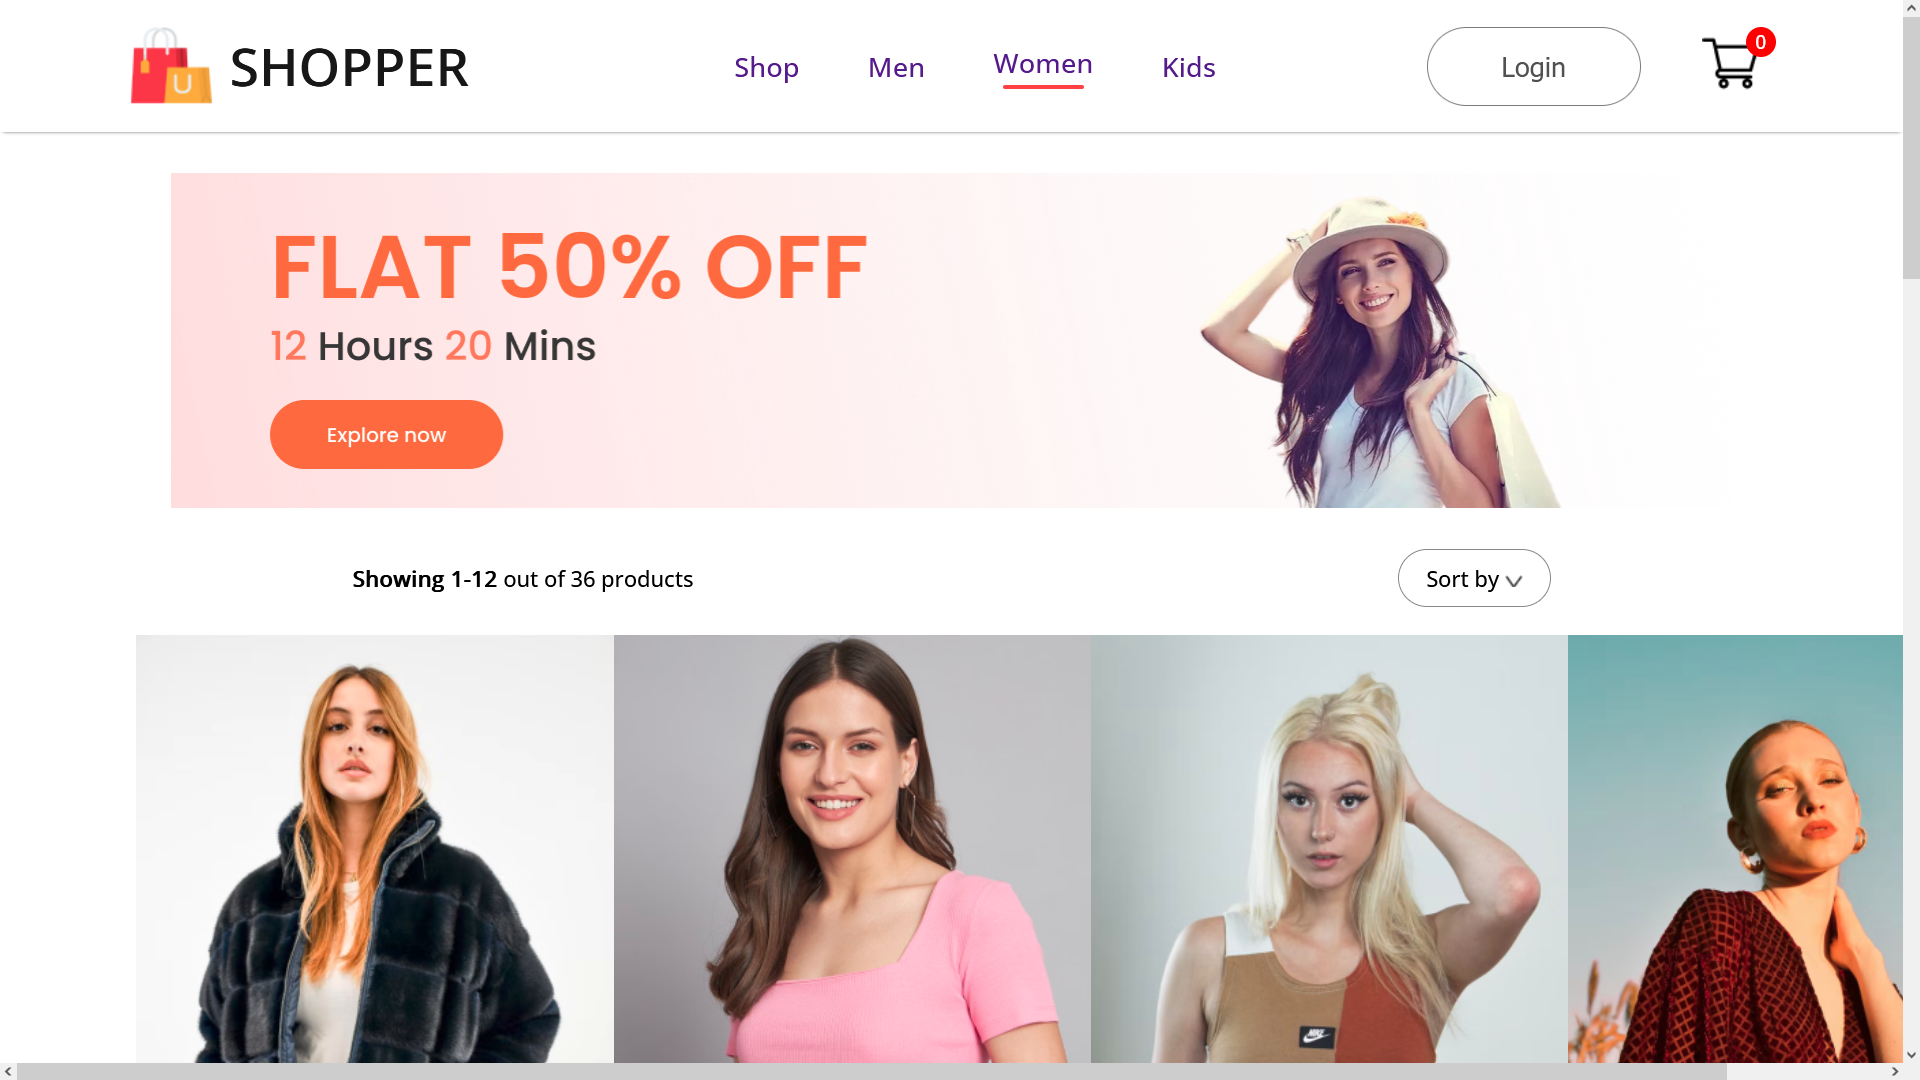 U
SHOPPER
Shop
Men
Women
Kids
Login
0
FLAT 50% OFF
12 Hours 20 Mins
Explore now
Showing 1-12 out of 36 products
Sort by
NIKE